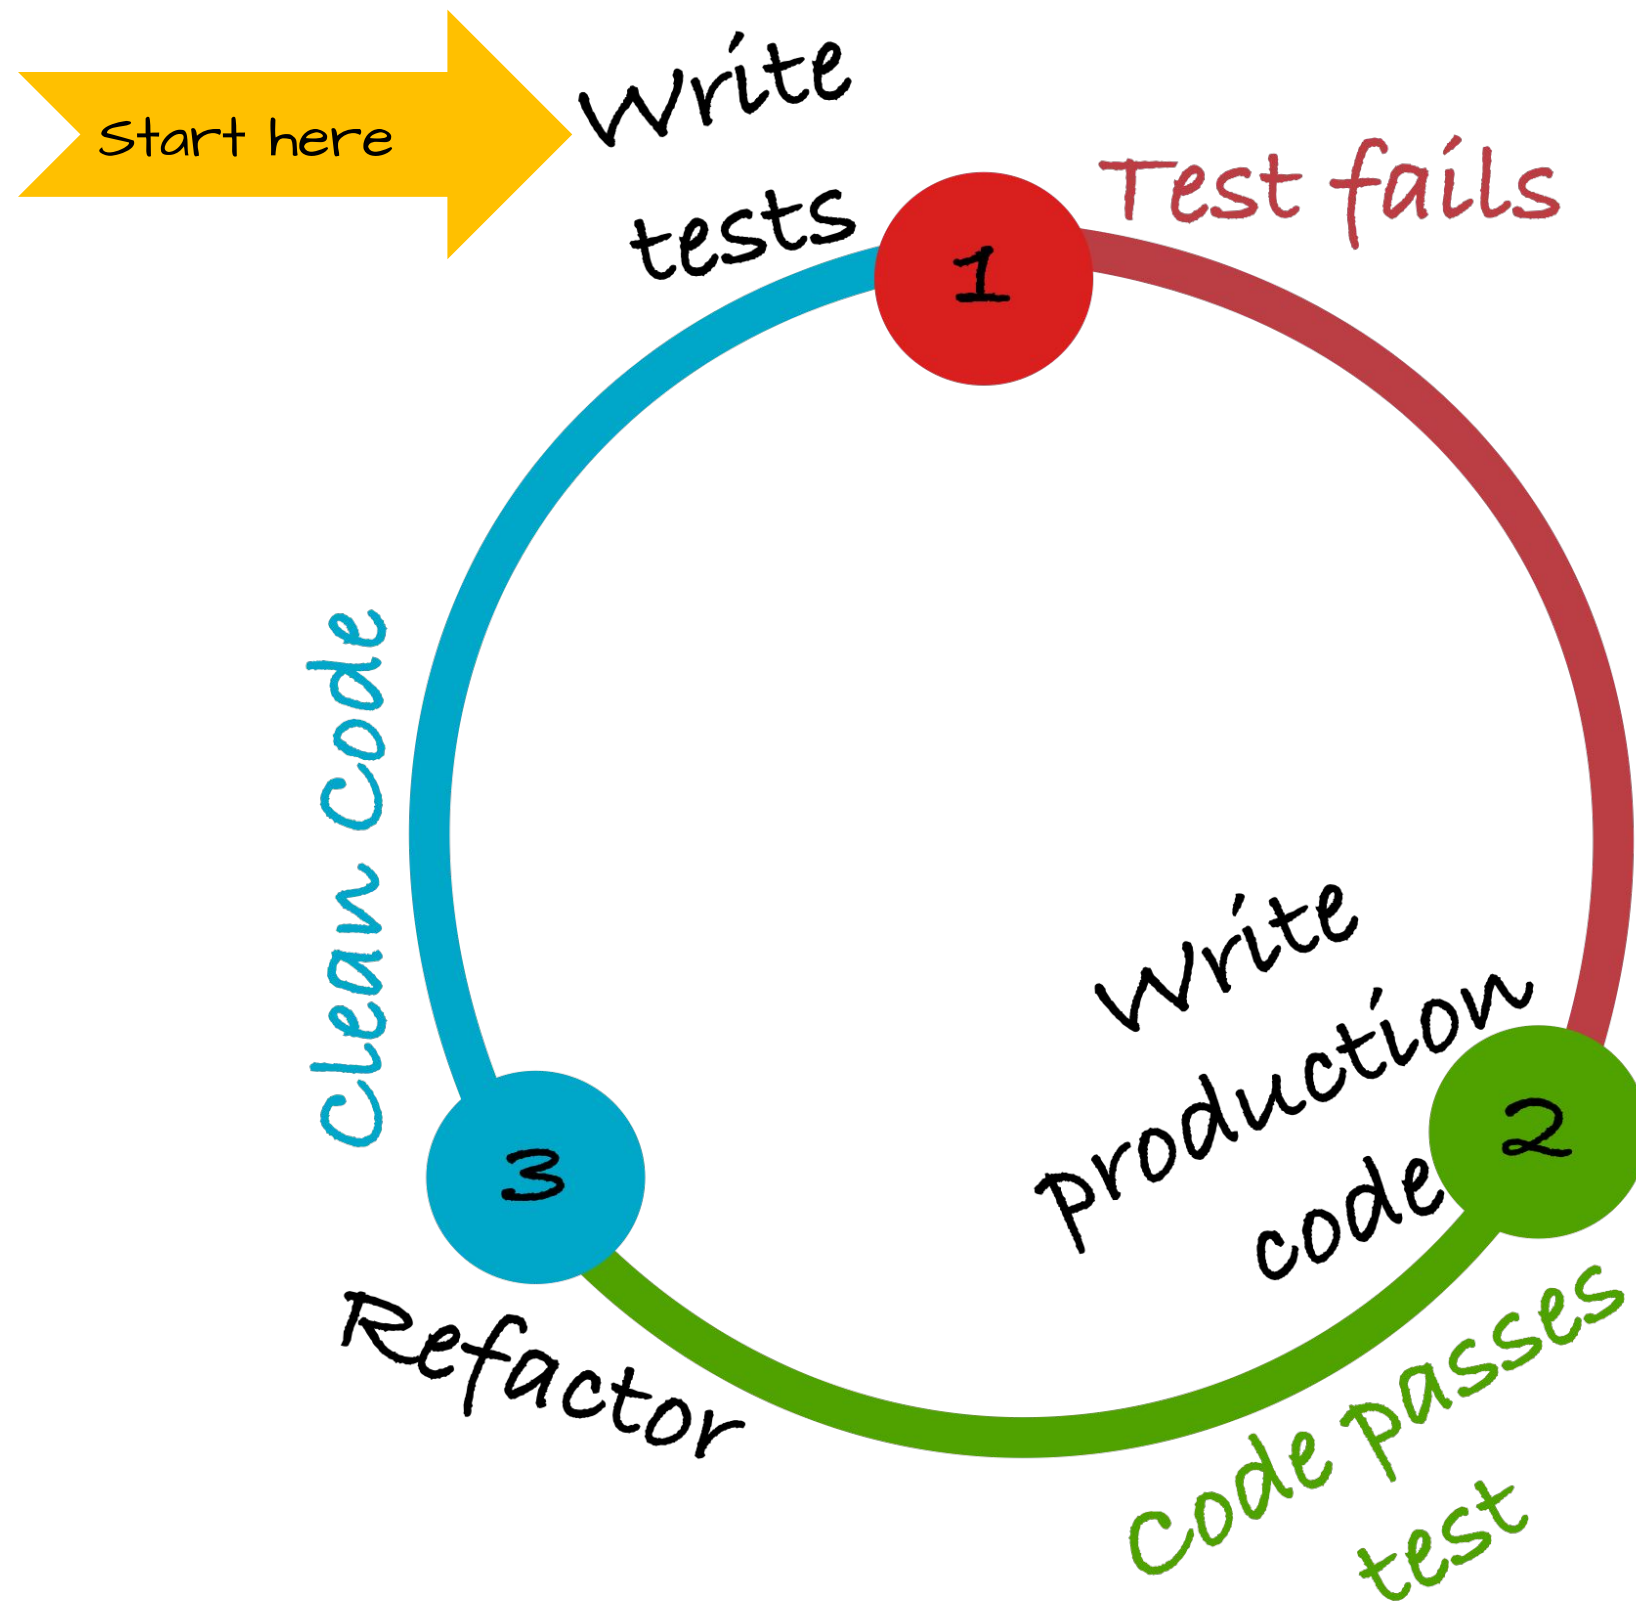 Start here
Write
tests
1
Test fails
Write
production
code
2
Code passes
test
3
Refactor
Clean Code